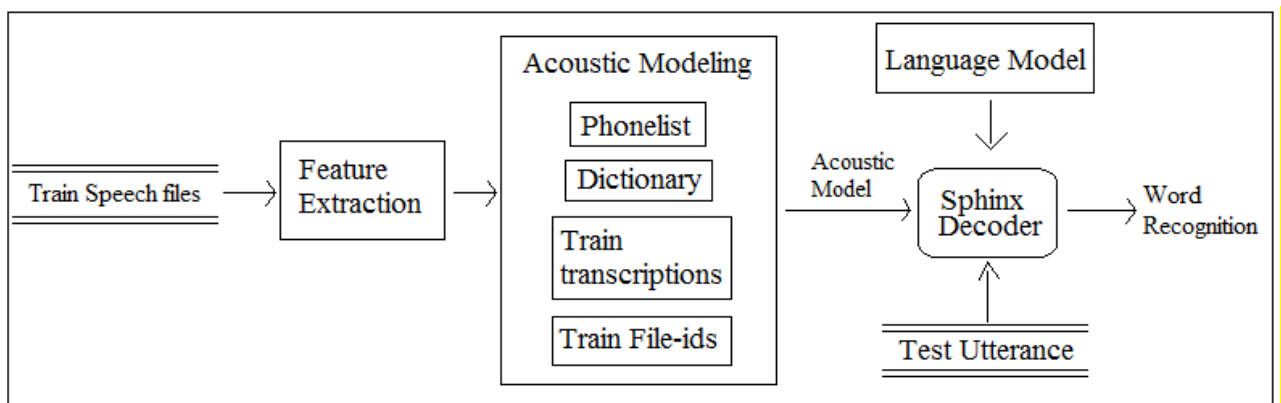 Train Speech files
Feature
Extraction
Acoustic Modeling
Phonelist
Dictionary
Train
transcriptions
Train File-ids
Acoustic
Model
Language Model
Sphinx
Decoder
Test Utterance
Word
Recognition